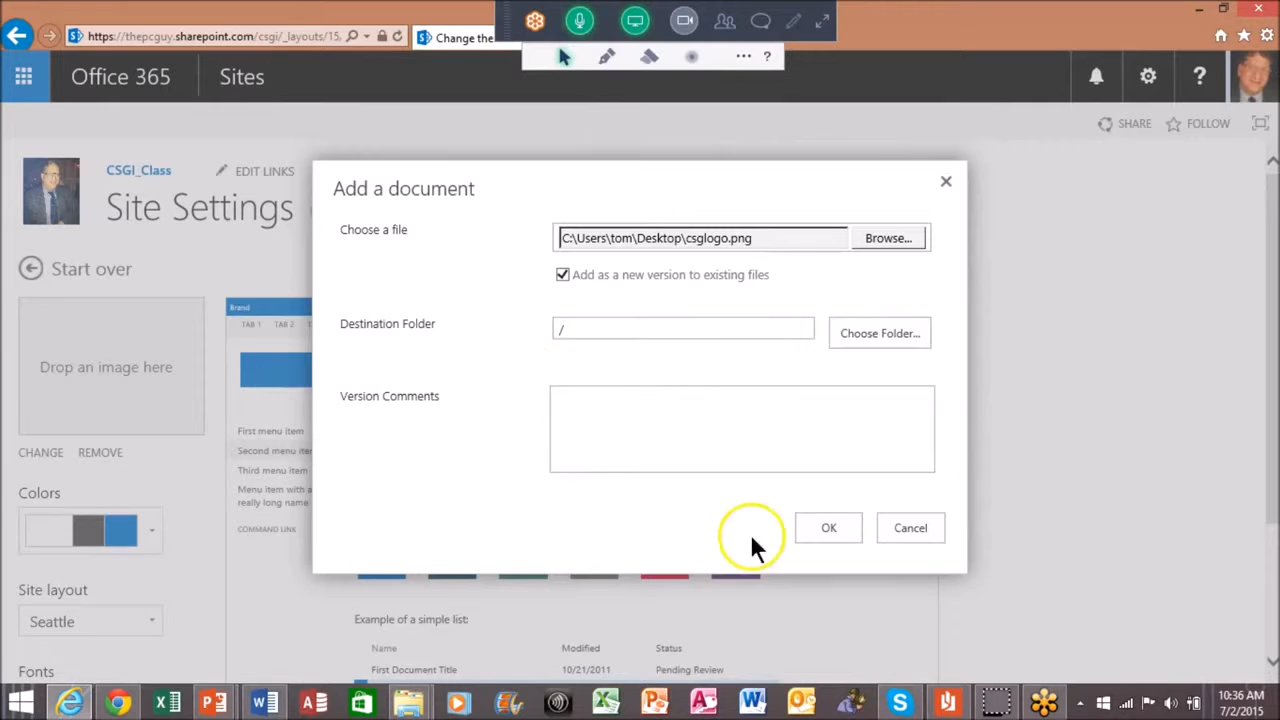 https://thepcguy.sharepoint.com/csgi/_layouts/15,
Change the
?
Office 365
Sites
?
SHARE
FOLLOW
CSGI_Class
EDIT LINKS
Site Settings
Start over
Drop an image here
CHANGE
REMOVE
Colors
Site layout
Seattle
Fonts
Brand
TAB 1
TAB 2
First menu item
Second menu ite
Third menu item
Menu item with a
really long name
COMMAND LINK
Add a document
Choose a file
C:\Users\tom\Desktop\csglogo.png
Browse...
Add as a new version to existing files
Destination Folder
/
Choose Folder...
Version Comments
OK
Cancel
Example of a simple list:
Name
Modified
Status
First Document Title
10/21/2011
Pending Review
10:36 AM
7/2/2015